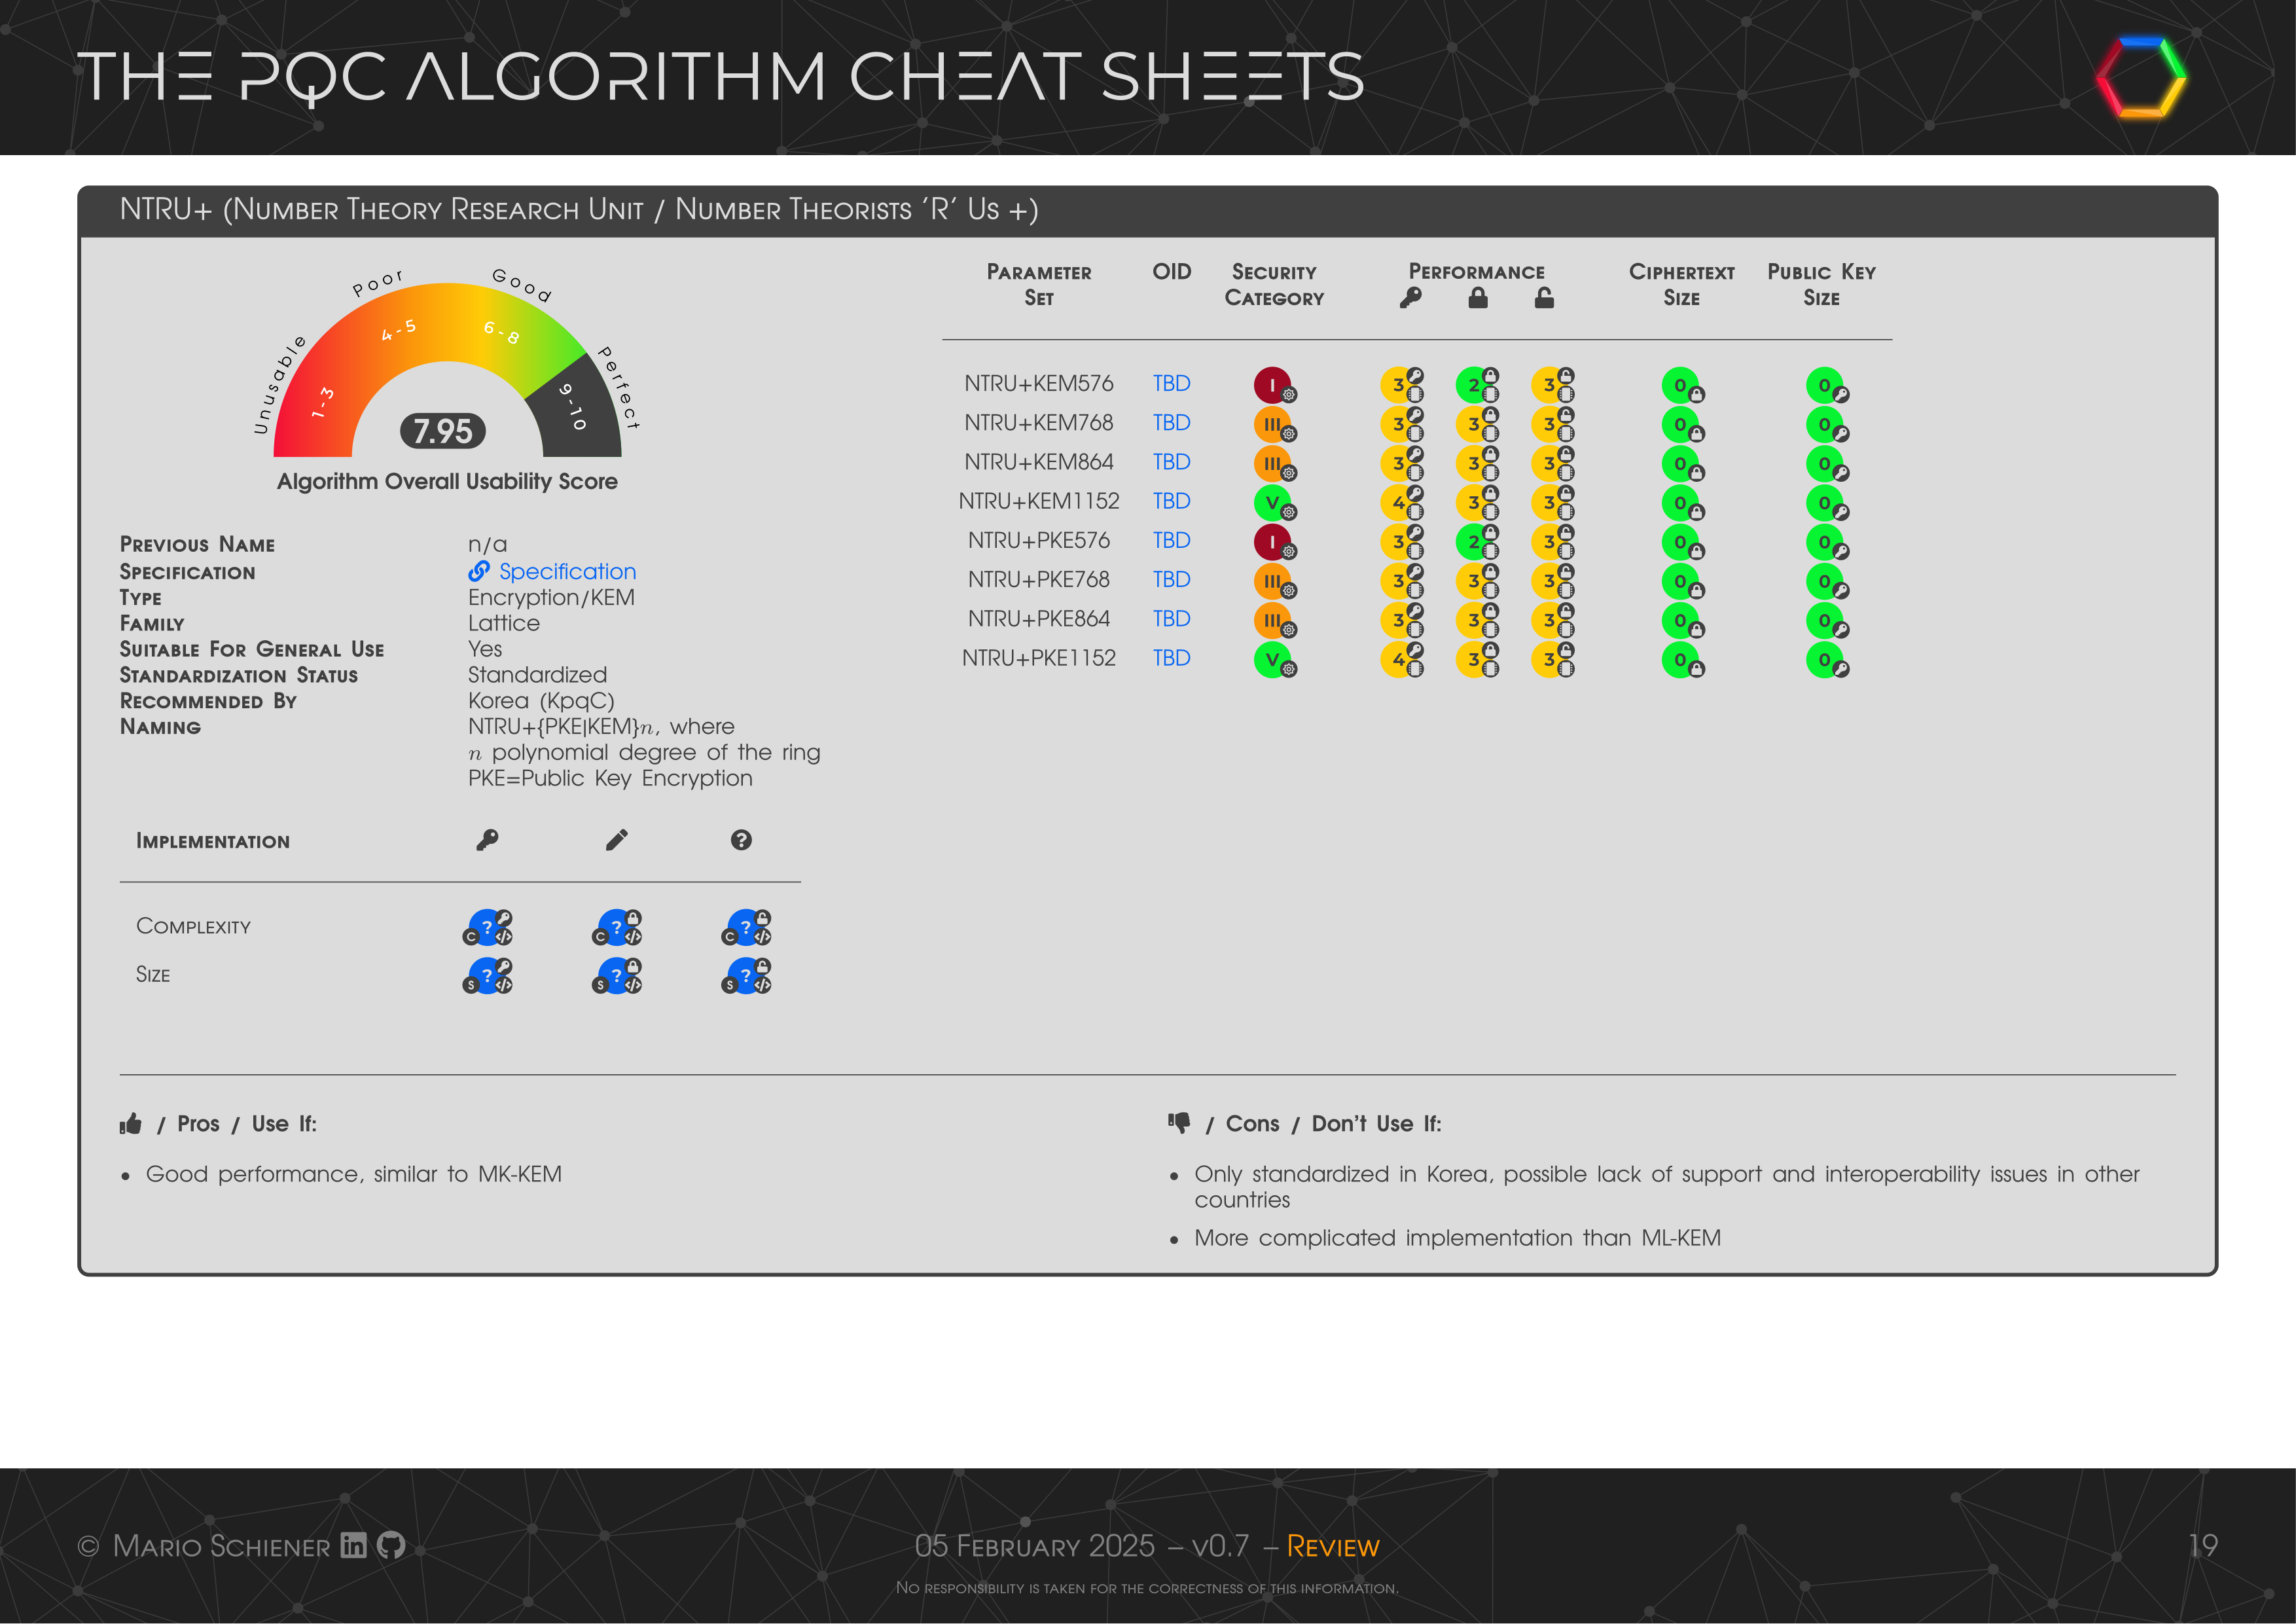 THE PQC ALGORITHM CHEAT SHEETS
NTRU+ (Number Theory Research Unit / Number Theorists 'R' Us +)
Unusable Poor Good Perfect
1-3 4-5 6-8 9-10
7.95
Algorithm Overall Usability Score
Previous Name n/a
Specification Specification
Type Encryption/KEM
Family Lattice
Suitable For General Use Yes
Standardization Status Standardized
Recommended By Korea (KpqC)
Naming NTRU+{PKE|KEM}n, where
n polynomial degree of the ring
PKE=Public Key Encryption
Implementation ?
Complexity C ? </> C ? </> C ? </>
Size S ? </> S ? </> S ? </>
Parameter OID Security Performance Ciphertext Public Key
Set Category Size Size
NTRU+KEM576 TBD I 3 2 3 0 0
NTRU+KEM768 TBD III 3 3 3 0 0
NTRU+KEM864 TBD III 3 3 3 0 0
NTRU+KEM1152 TBD V 4 3 3 0 0
NTRU+PKE576 TBD I 3 2 3 0 0
NTRU+PKE768 TBD III 3 3 3 0 0
NTRU+PKE864 TBD III 3 3 3 0 0
NTRU+PKE1152 TBD V 4 3 3 0 0
/ Pros / Use If:
• Good performance, similar to MK-KEM
/ Cons / Don't Use If:
• Only standardized in Korea, possible lack of support and interoperability issues in other
countries
• More complicated implementation than ML-KEM
© Mario Schiener in
05 February 2025 – v0.7 – Review
19
No responsibility is taken for the correctness of this information.